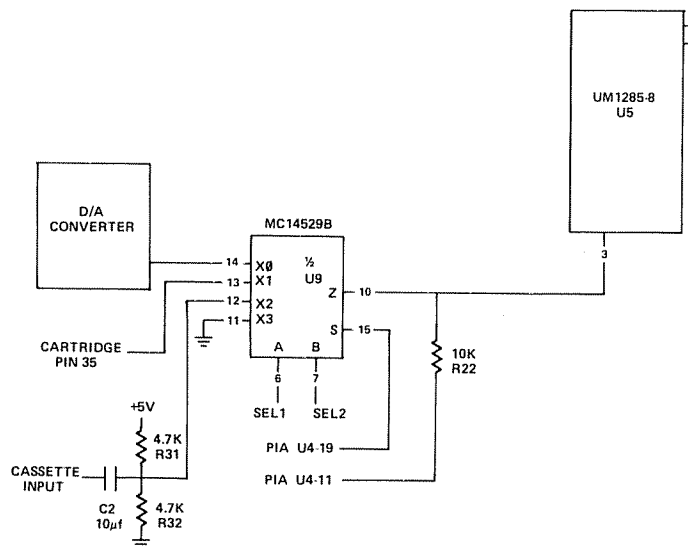 UM1285-8
U5
3
D/A
CONVERTER
MC14529B
½
U9
14 X0
13 X1
12 X2
11 X3
Z 10
S 15
A B
6 7
SEL1 SEL2
CARTRIDGE
PIN 35
10K
R22
+5V
4.7K
R31
CASSETTE
INPUT
C2
10μf
4.7K
R32
PIA U4-19
PIA U4-11